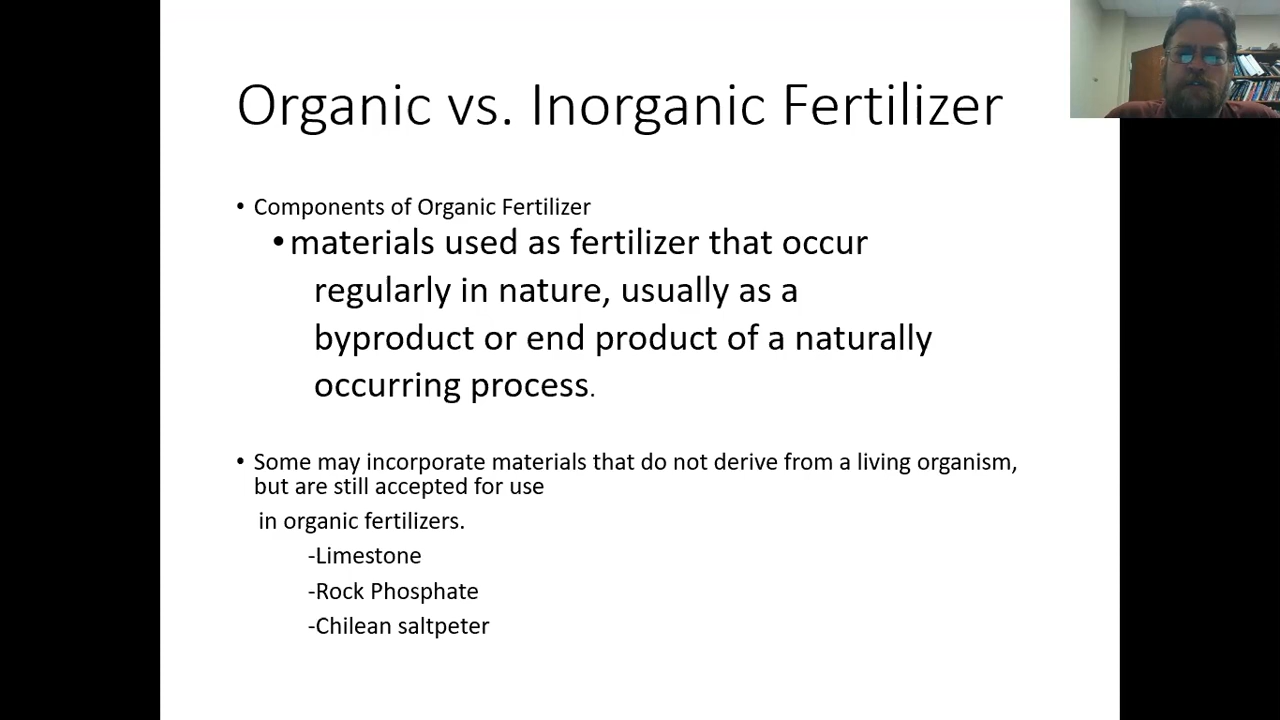 Organic vs. Inorganic Fertilizer
• Components of Organic Fertilizer
• materials used as fertilizer that occur
regularly in nature, usually as a
byproduct or end product of a naturally
occurring process.
• Some may incorporate materials that do not derive from a living organism,
but are still accepted for use
in organic fertilizers.
-Limestone
-Rock Phosphate
-Chilean saltpeter